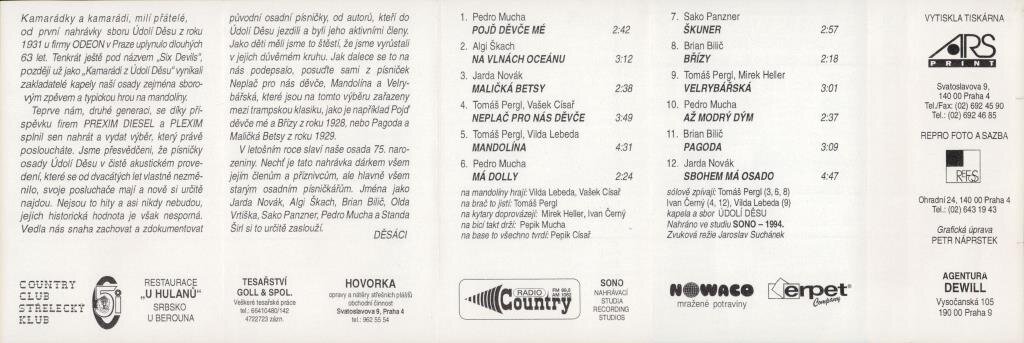 Kamarádky a kamarádi, milí přátelé,
od první nahrávky sboru Údolí Děsu z roku
1931 u firmy ODEON v Praze uplynulo dlouhých
63 let. Tenkrát ještě pod názvem „Six Devils",
později už jako „Kamarádi z Údolí Děsu" vynikali
zakladatelé kapely naší osady zejména sboro-
vým zpěvem a typickou hrou na mandolíny.
Teprve nám, druhé generaci, se díky při-
spěvku firem PREXIM DIESEL a PLEXIM
splnil sen nahrát a vydat výběr, který právě
posloucháte. Jsme přesvědčeni, že písničky
osady Údolí Děsu v čistě akustickém prove-
dení, které se od dvacátých let vlastně nezmě-
nilo, svoje posluchače mají a nové si určitě
najdou. Nejsou to hity a asi nikdy nebudou,
jejich historická hodnota je však nesporná.
Vedla nás snaha zachovat a zdokumentovat
původní osadní písničky, od autorů, kteří do
Údolí Děsu jezdili a byli jeho aktivními členy.
Jako děti měli jsme to štěstí, že jsme vyrůstali
v jejich důvěrném kruhu. Jak dalece se to na
nás podepsalo, posuďte sami z písniček
Neplač pro nás děvče, Mandolína a Velry-
bářská, které jsou na tomto výběru zařazeny
mezi trampskou klasiku, jako je například Pojď
děvče mé a Břízy z roku 1928, nebo Pagoda a
Maličká Betsy z roku 1929.
V letošním roce slaví naše osada 75. naro-
zeniny. Nechť je tato nahrávka dárkem všem
jejím členům a příznivcům, ale hlavně všem
starým osadním písničkářům. Jména jako
Jarda Novák, Algi Škach, Brian Bilič, Olda
Vrtiška, Sako Panzner, Pedro Mucha a Standa
Širl si to určitě zaslouží.
DĚSÁCI
COUNTRY
CLUB
STŘELECKÝ
KLUB
RESTAURACE
"U HULANŮ"
SRBSKO
U BEROUNA
TESAŘSTVÍ
GOLL & SPOL.
Veškeré tesařské práce
tel.: 66410480/142
4722723 zázn.
HOVORKA
opravy a nátěry střešních plášťů
obchodní činnost
Svatoslavova 9, Praha 4
tel.: 962 55 54
1. Pedro Mucha
POJĎ DĚVČE MÉ 2:42
2. Algi Škach
NA VLNÁCH OCEÁNU 3:12
3. Jarda Novák
MALIČKÁ BETSY 2:38
4. Tomáš Pergl, Vašek Císař
NEPLAČ PRO NÁS DĚVČE 3:49
5. Tomáš Pergl, Vilda Lebeda
MANDOLÍNA 4:31
6. Pedro Mucha
MÁ DOLLY 2:24
na mandolíny hrají: Vilda Lebeda, Vašek Císař
na brač to jistí: Tomáš Pergl
na kytary doprovázejí: Mirek Heller, Ivan Černý
na bicí takt drží: Pepík Mucha
na base to všechno tvrdí: Pepík Císař
7. Sako Panzner
ŠKUNER 2:57
8. Brian Bilič
BŘÍZY 2:18
9. Tomáš Pergl, Mirek Heller
VELRYBÁŘSKÁ 3:01
10. Pedro Mucha
AŽ MODRÝ DÝM 2:37
11. Brian Bilič
PAGODA 3:09
12. Jarda Novák
SBOHEM MÁ OSADO 4:47
sólově zpívají: Tomáš Pergl (3, 6, 8)
Ivan Černý (4, 12), Vilda Lebeda (9)
kapela a sbor ÚDOLÍ DĚSU
Nahráno ve studiu SONO – 1994.
Zvuková režie Jaroslav Suchánek
RADIO
Country
SONO
NAHRÁVACÍ
STUDIA
RECORDING
STUDIOS
NOWACO
mražené potraviny
erpet
Company
VYTISKLA TISKÁRNA
ARS
PRINT
Svatoslavova 9,
140 00 Praha 4
Tel./Fax: (02) 692 45 90
Tel.: (02) 692 46 85
REPRO FOTO A SAZBA
Ohradní 24, 140 00 Praha 4
Tel.: (02) 643 19 43
Grafická úprava
PETR NÁPRSTEK
AGENTURA
DEWILL
Vysočanská 105
190 00 Praha 9